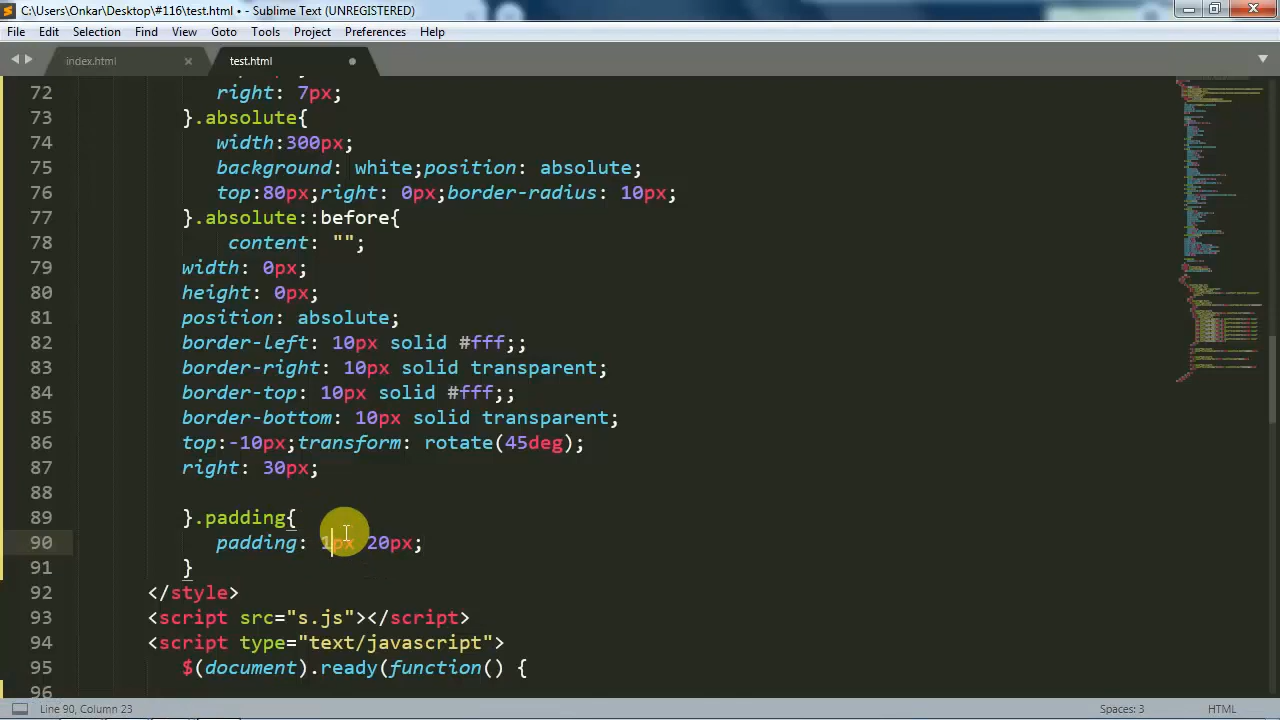 C:\Users\Onkar\Desktop\#116\test.html • - Sublime Text (UNREGISTERED)
File Edit Selection Find View Goto Tools Project Preferences Help
index.html × test.html
72 right: 7px;
73 }.absolute{
74 width:300px;
75 background: white;position: absolute;
76 top:80px;right: 0px;border-radius: 10px;
77 }.absolute::before{
78 content: "";
79 width: 0px;
80 height: 0px;
81 position: absolute;
82 border-left: 10px solid #fff;;
83 border-right: 10px solid transparent;
84 border-top: 10px solid #fff;;
85 border-bottom: 10px solid transparent;
86 top:-10px;transform: rotate(45deg);
87 right: 30px;
88
89 }.padding{
90 padding: 1px 20px;
91 }
92 </style>
93 <script src="s.js"></script>
94 <script type="text/javascript">
95 $(document).ready(function() {
96
Line 90, Column 23 Spaces: 3 HTML